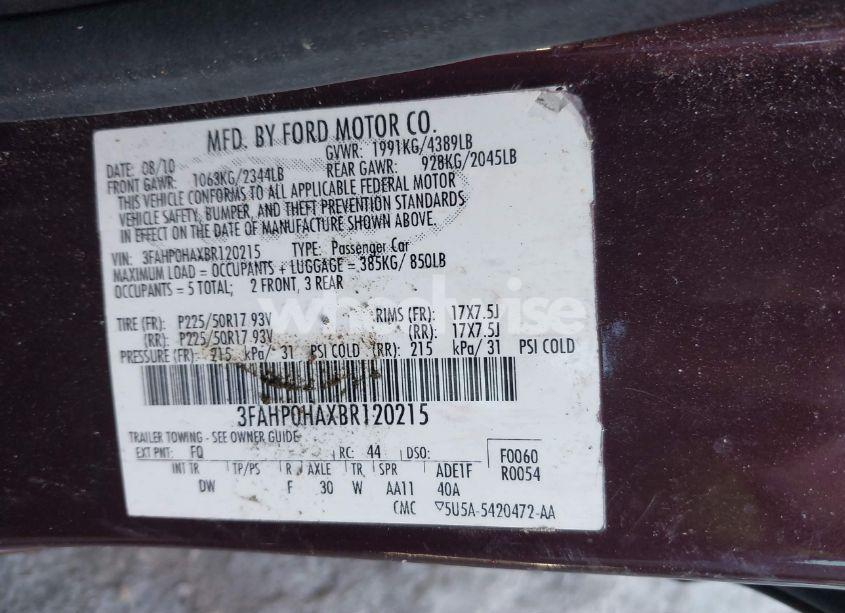 MFD. BY FORD MOTOR CO.
DATE: 08/10 GVWR: 1991KG/4389LB
FRONT GAWR: 1063KG/2344LB REAR GAWR: 928KG/2045LB
THIS VEHICLE CONFORMS TO ALL APPLICABLE FEDERAL MOTOR
VEHICLE SAFETY, BUMPER, AND THEFT PREVENTION STANDARDS
IN EFFECT ON THE DATE OF MANUFACTURE SHOWN ABOVE.
VIN: 3FAHP0HAXBR120215 TYPE: Passenger Car
MAXIMUM LOAD = OCCUPANTS + LUGGAGE = 385KG/ 850LB
OCCUPANTS = 5 TOTAL; 2 FRONT, 3 REAR
TIRE (FR): P225/50R17 93V RIMS (FR): 17X7.5J
(RR): P225/50R17 93V (RR): 17X7.5J
PRESSURE (FR): 215 kPa/ 31 PSI COLD (RR): 215 kPa/ 31 PSI COLD
wheelwise
3FAHP0HAXBR120215
TRAILER TOWING - SEE OWNER GUIDE
EXT PNT: FQ RC: 44 DSO: F0060
INT TR TP/PS R AXLE TR SPR ADE1F R0054
DW F 30 W AA11 40A
CMC ▽5U5A-5420472-AA